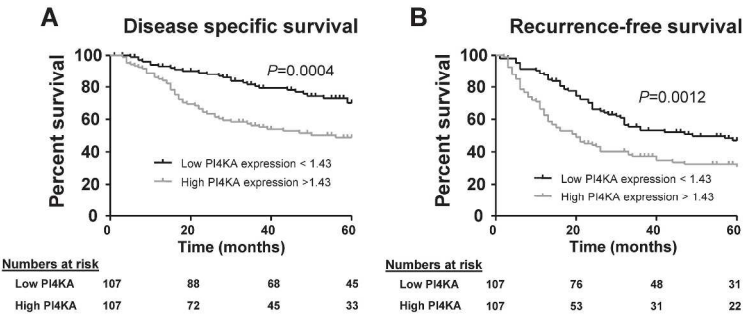 A Disease specific survival
Percent survival
100
80
60
40
20
0
P=0.0004
Low PI4KA expression < 1.43
High PI4KA expression >1.43
0 20 40 60
Time (months)
Numbers at risk
Low PI4KA 107 88 68 45
High PI4KA 107 72 45 33
B Recurrence-free survival
Percent survival
100
80
60
40
20
0
P=0.0012
Low PI4KA expression < 1.43
High PI4KA expression > 1.43
0 20 40 60
Time (months)
Numbers at risk
Low PI4KA 107 76 48 31
High PI4KA 107 53 31 22